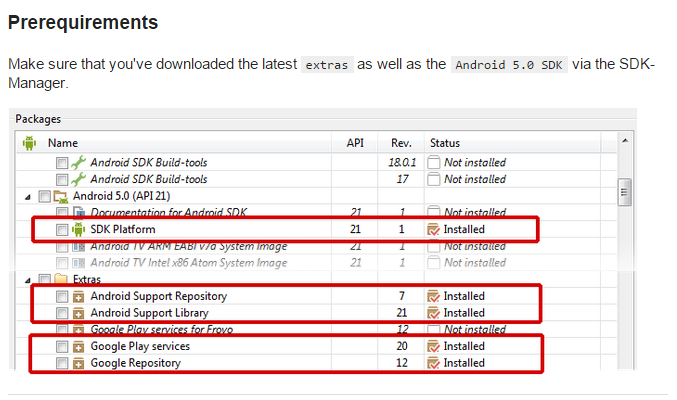 Prerequirements
Make sure that you've downloaded the latest extras as well as the Android 5.0 SDK via the SDK-
Manager.
Packages
Name API Rev. Status
Android SDK Build-tools 18.0.1 Not installed
Android SDK Build-tools 17 Not installed
Android 5.0 (API 21)
Documentation for Android SDK 21 1 Not installed
SDK Platform 21 1 Installed
Android TV ARM EABI v7a System Image 21 1 Not installed
Android TV Intel x86 Atom System Image 21 1 Not installed
Extras
Android Support Repository 7 Installed
Android Support Library 21 Installed
Google Play services for Froyo 12 Not installed
Google Play services 20 Installed
Google Repository 12 Installed